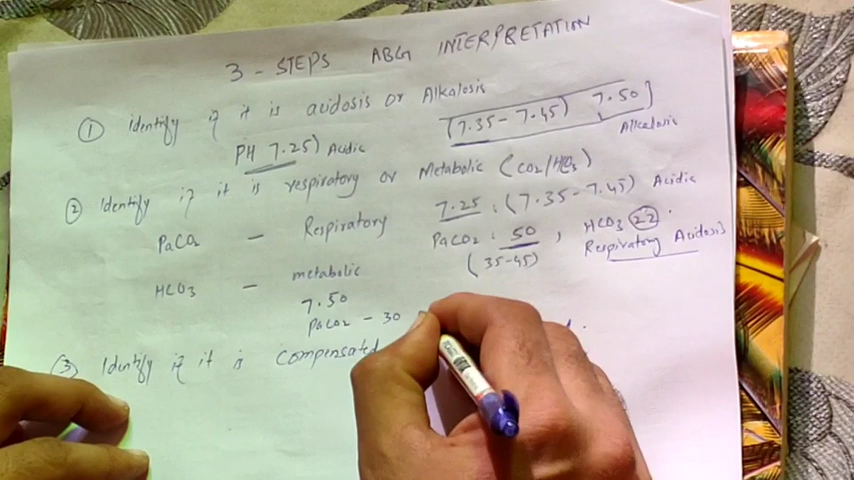 3 - STEPS ABG INTERPRETATION
① Identify if it is acidosis or Alkalosis
(7.35 - 7.45) 7.50]
PH 7.25) Acidic
Alkalosis
② Identify if it is respiratory or Metabolic (CO2/HCO3)
7.25 : (7.35 - 7.45) Acidic
PaCO2 - Respiratory
PaCO2 : 50 , HCO3 22 .
(35-45)
Respiratory Acidosis
HCO3 - metabolic
7.50
PaCO2 - 30
③ Identify if it is compensated